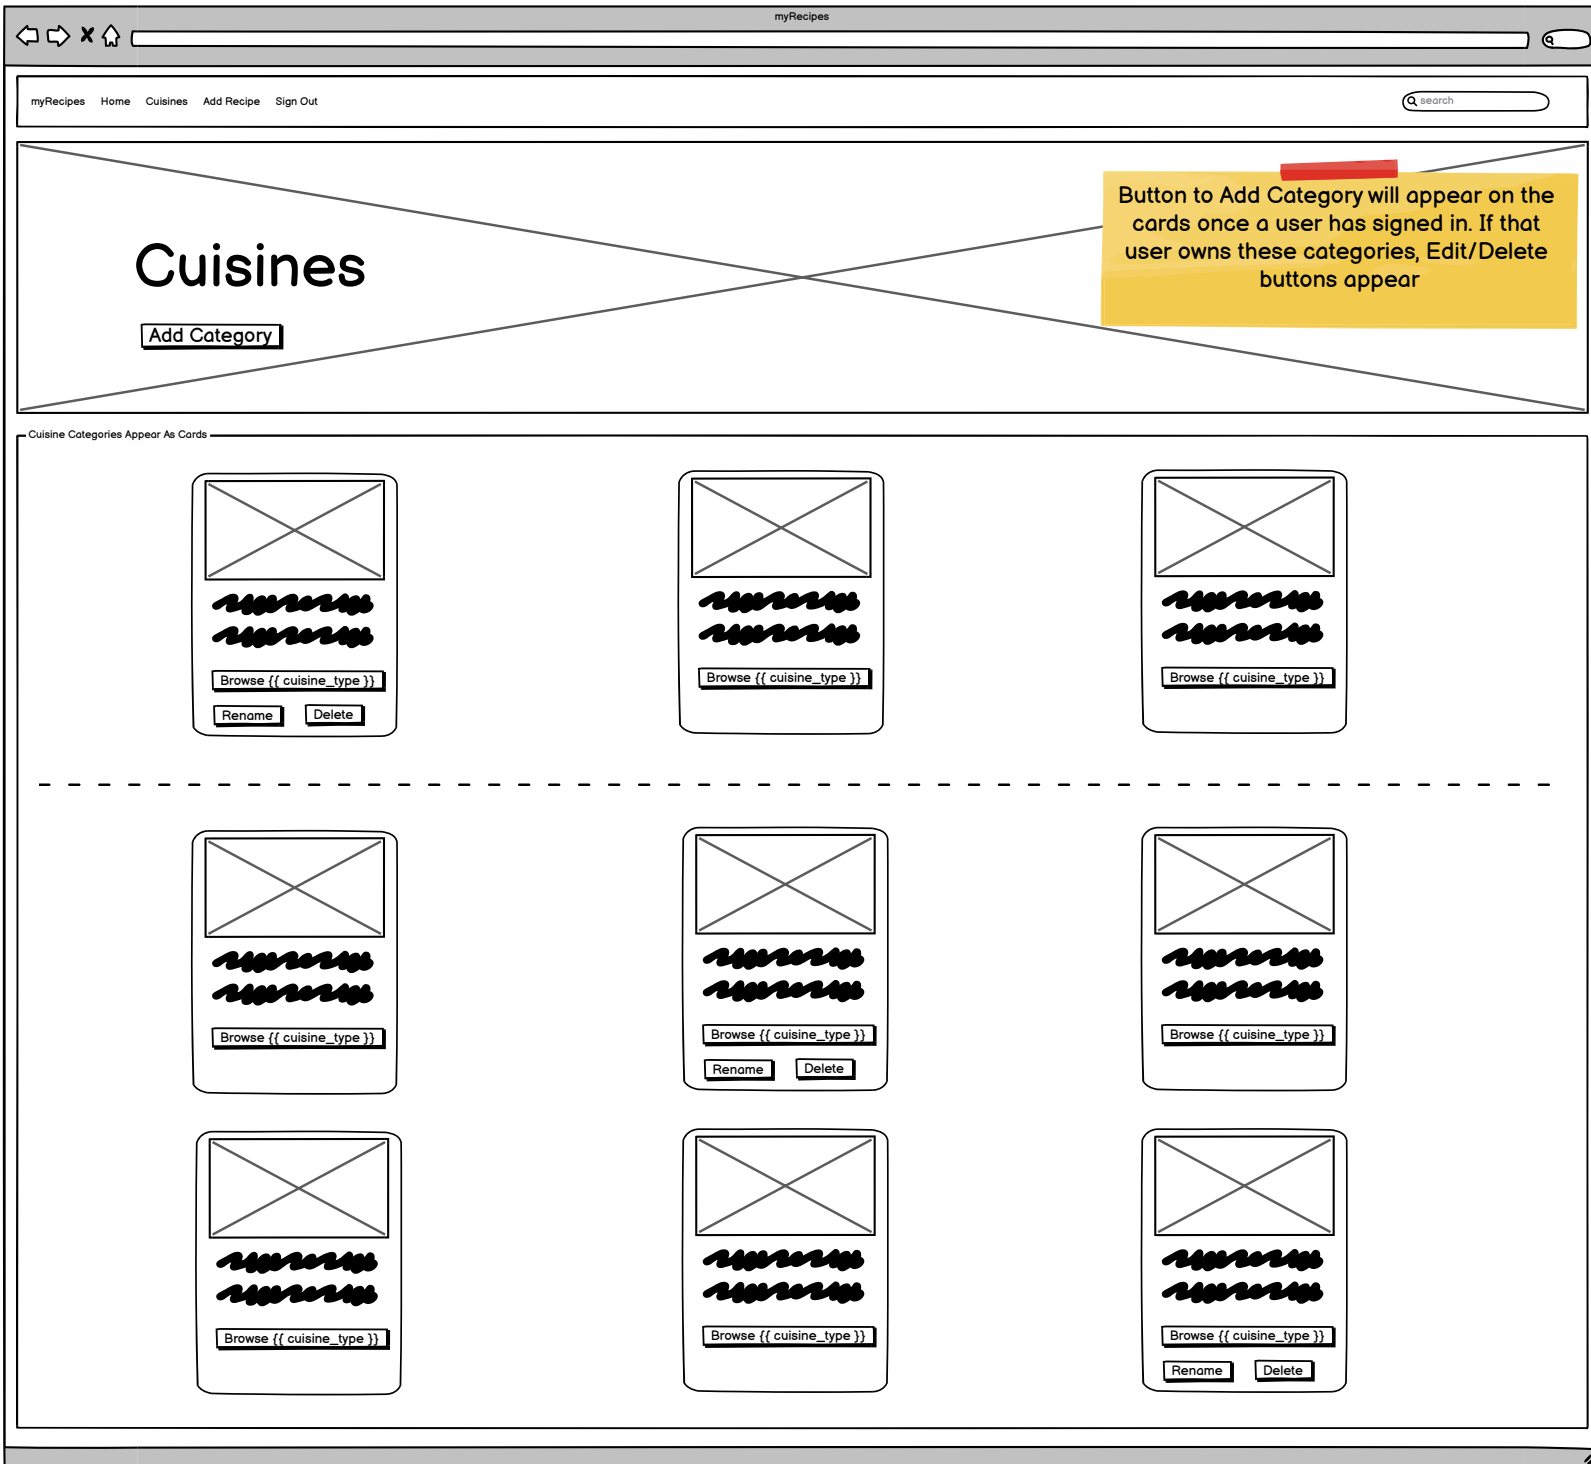 myRecipes
myRecipes Home Cuisines Add Recipe Sign Out search
Button to Add Category will appear on the
cards once a user has signed in. If that
user owns these categories, Edit/Delete
buttons appear
Cuisines
Add Category
Cuisine Categories Appear As Cards
Browse {{ cuisine_type }} Browse {{ cuisine_type }} Browse {{ cuisine_type }}
Rename Delete
Browse {{ cuisine_type }} Browse {{ cuisine_type }} Browse {{ cuisine_type }}
Rename Delete
Browse {{ cuisine_type }} Browse {{ cuisine_type }} Browse {{ cuisine_type }}
Rename Delete